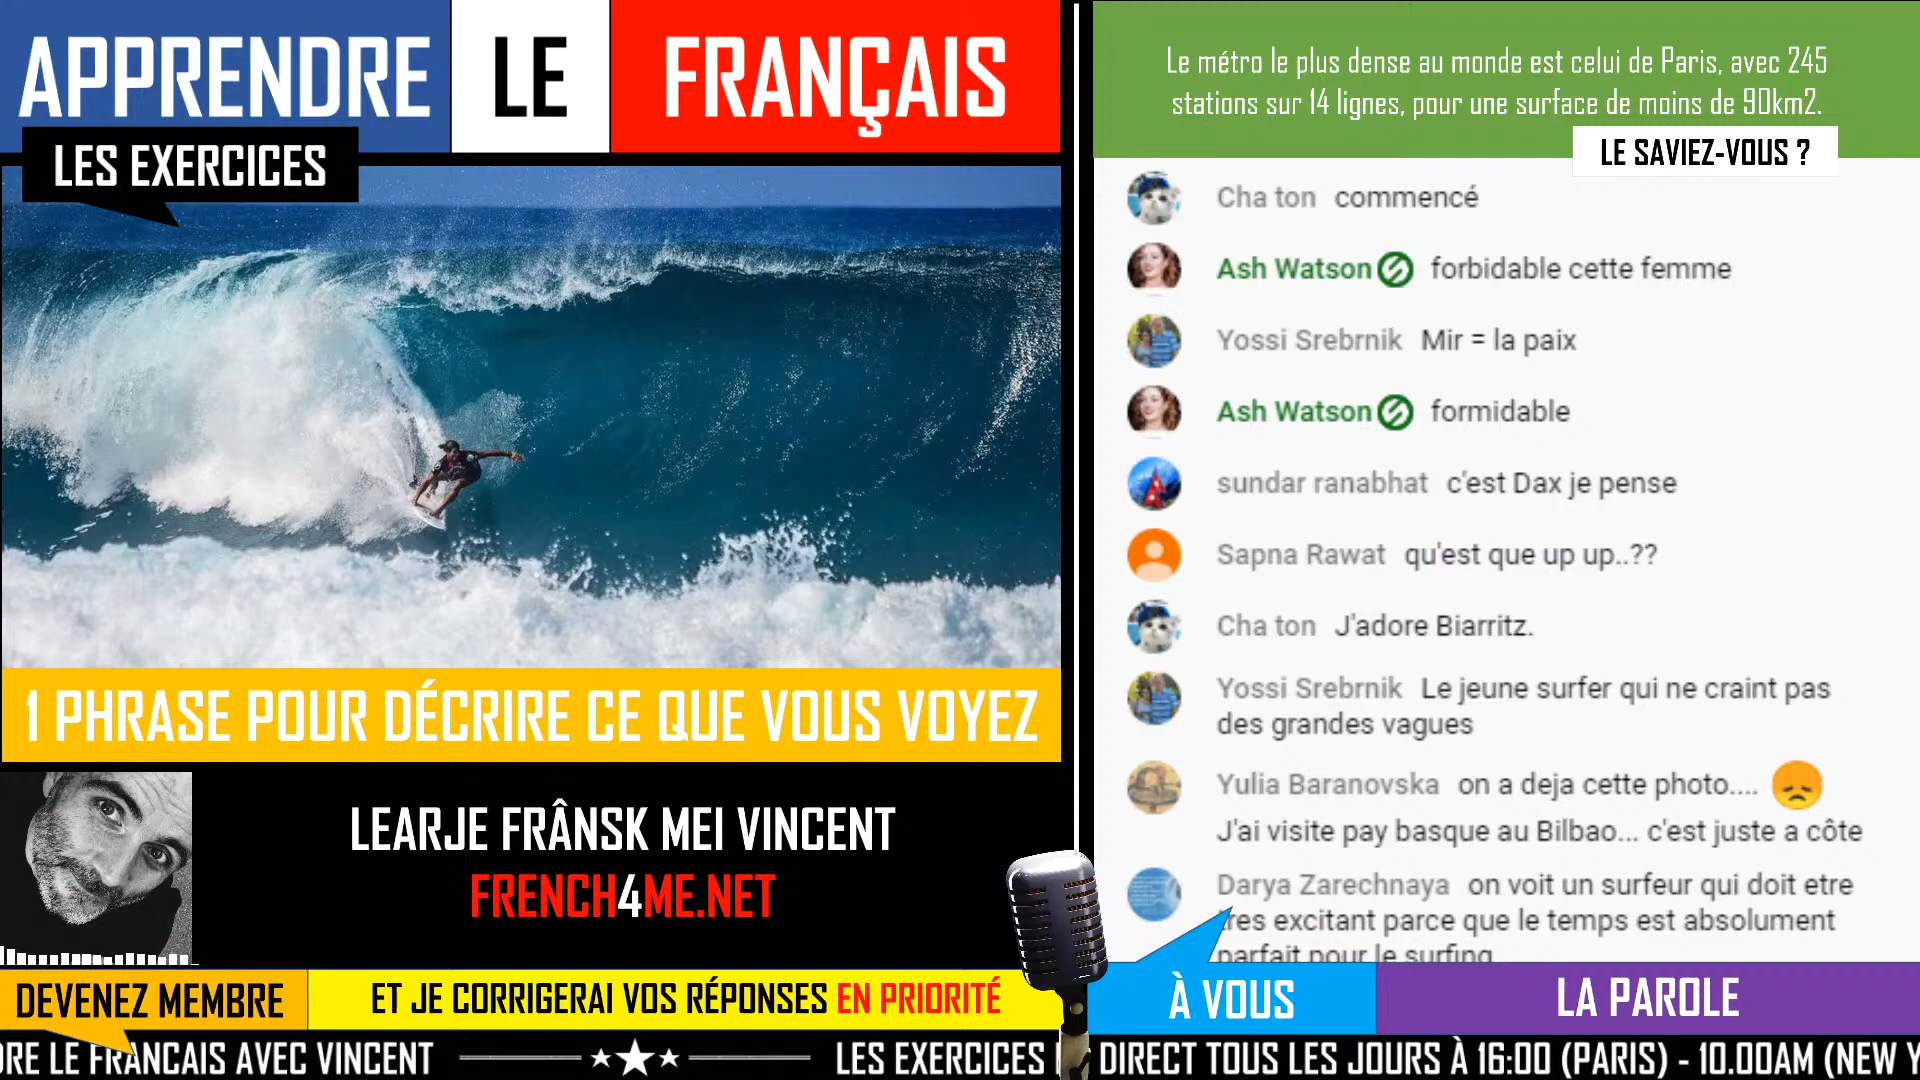 APPRENDRE LE FRANÇAIS
LES EXERCICES
1 PHRASE POUR DÉCRIRE CE QUE VOUS VOYEZ
LEARJE FRÂNSK MEI VINCENT
FRENCH4ME.NET
DEVENEZ MEMBRE
ET JE CORRIGERAI VOS RÉPONSES EN PRIORITÉ
Le métro le plus dense au monde est celui de Paris, avec 245
stations sur 14 lignes, pour une surface de moins de 90km2.
LE SAVIEZ-VOUS ?
Cha ton commencé
Ash Watson forbidable cette femme
Yossi Srebrnik Mir = la paix
Ash Watson formidable
sundar ranabhat c'est Dax je pense
Sapna Rawat qu'est que up up..??
Cha ton J'adore Biarritz.
Yossi Srebrnik Le jeune surfer qui ne craint pas
des grandes vagues
Yulia Baranovska on a deja cette photo....
J'ai visite pay basque au Bilbao... c'est juste a côte
Darya Zarechnaya on voit un surfeur qui doit etre
tres excitant parce que le temps est absolument
parfait pour le surfing
À VOUS LA PAROLE
DRE LE FRANCAIS AVEC VINCENT LES EXERCICES DIRECT TOUS LES JOURS À 16:00 (PARIS) - 10.00AM (NEW Y